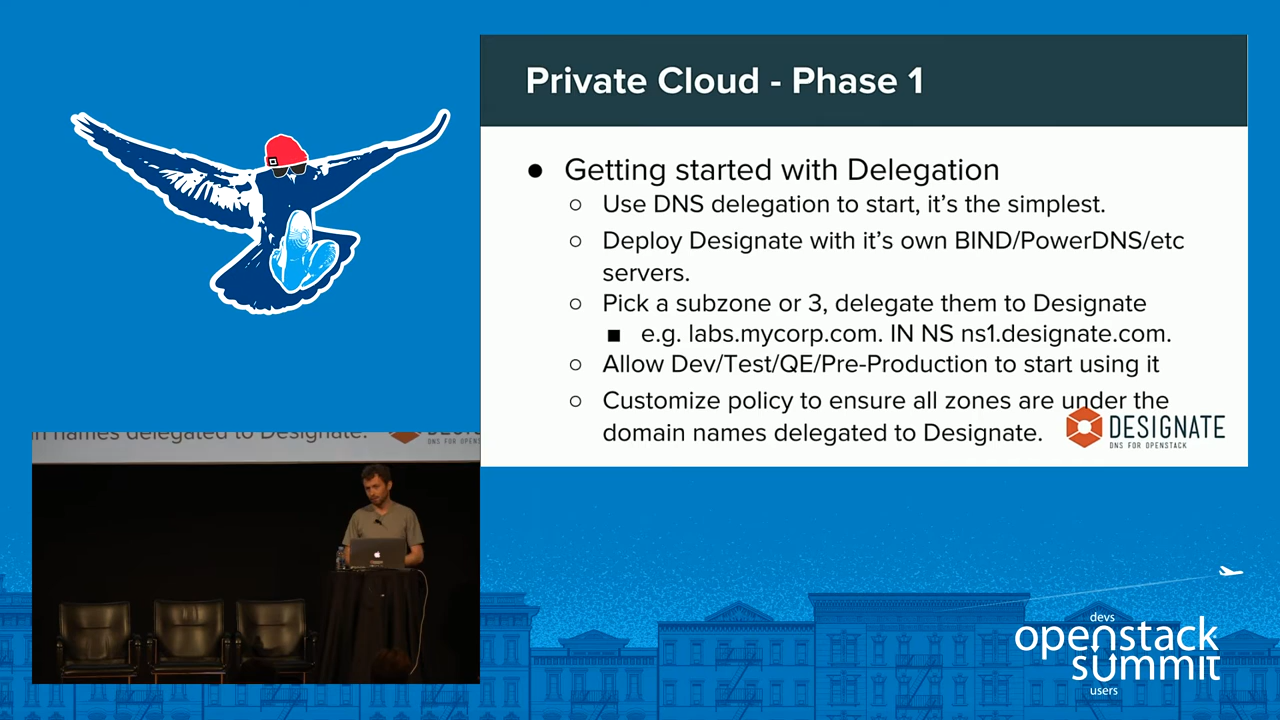 Private Cloud - Phase 1
● Getting started with Delegation
○ Use DNS delegation to start, it's the simplest.
○ Deploy Designate with it's own BIND/PowerDNS/etc
servers.
○ Pick a subzone or 3, delegate them to Designate
■ e.g. labs.mycorp.com. IN NS ns1.designate.com.
○ Allow Dev/Test/QE/Pre-Production to start using it
○ Customize policy to ensure all zones are under the
domain names delegated to Designate.
DESIGNATE
DNS FOR OPENSTACK
in names delegated to Designate.
DNS FOR OPENST
devs
openstack
summit
users